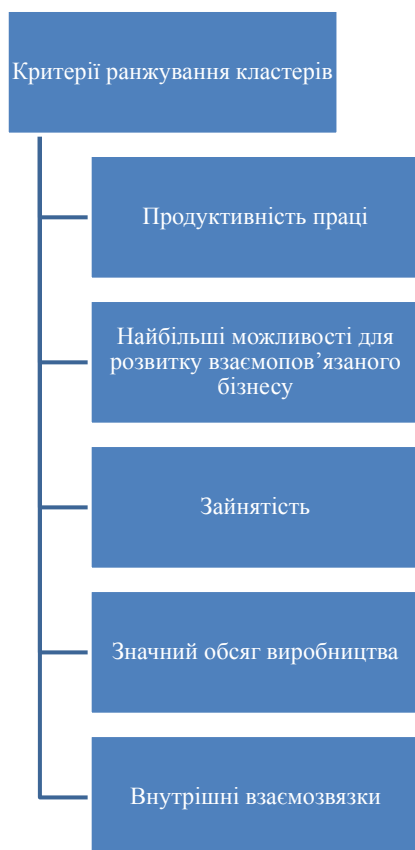 Критерії ранжування кластерів
Продуктивність праці
Найбільші можливості для
розвитку взаємопов’язаного
бізнесу
Зайнятість
Значний обсяг виробництва
Внутрішні взаємозвязки